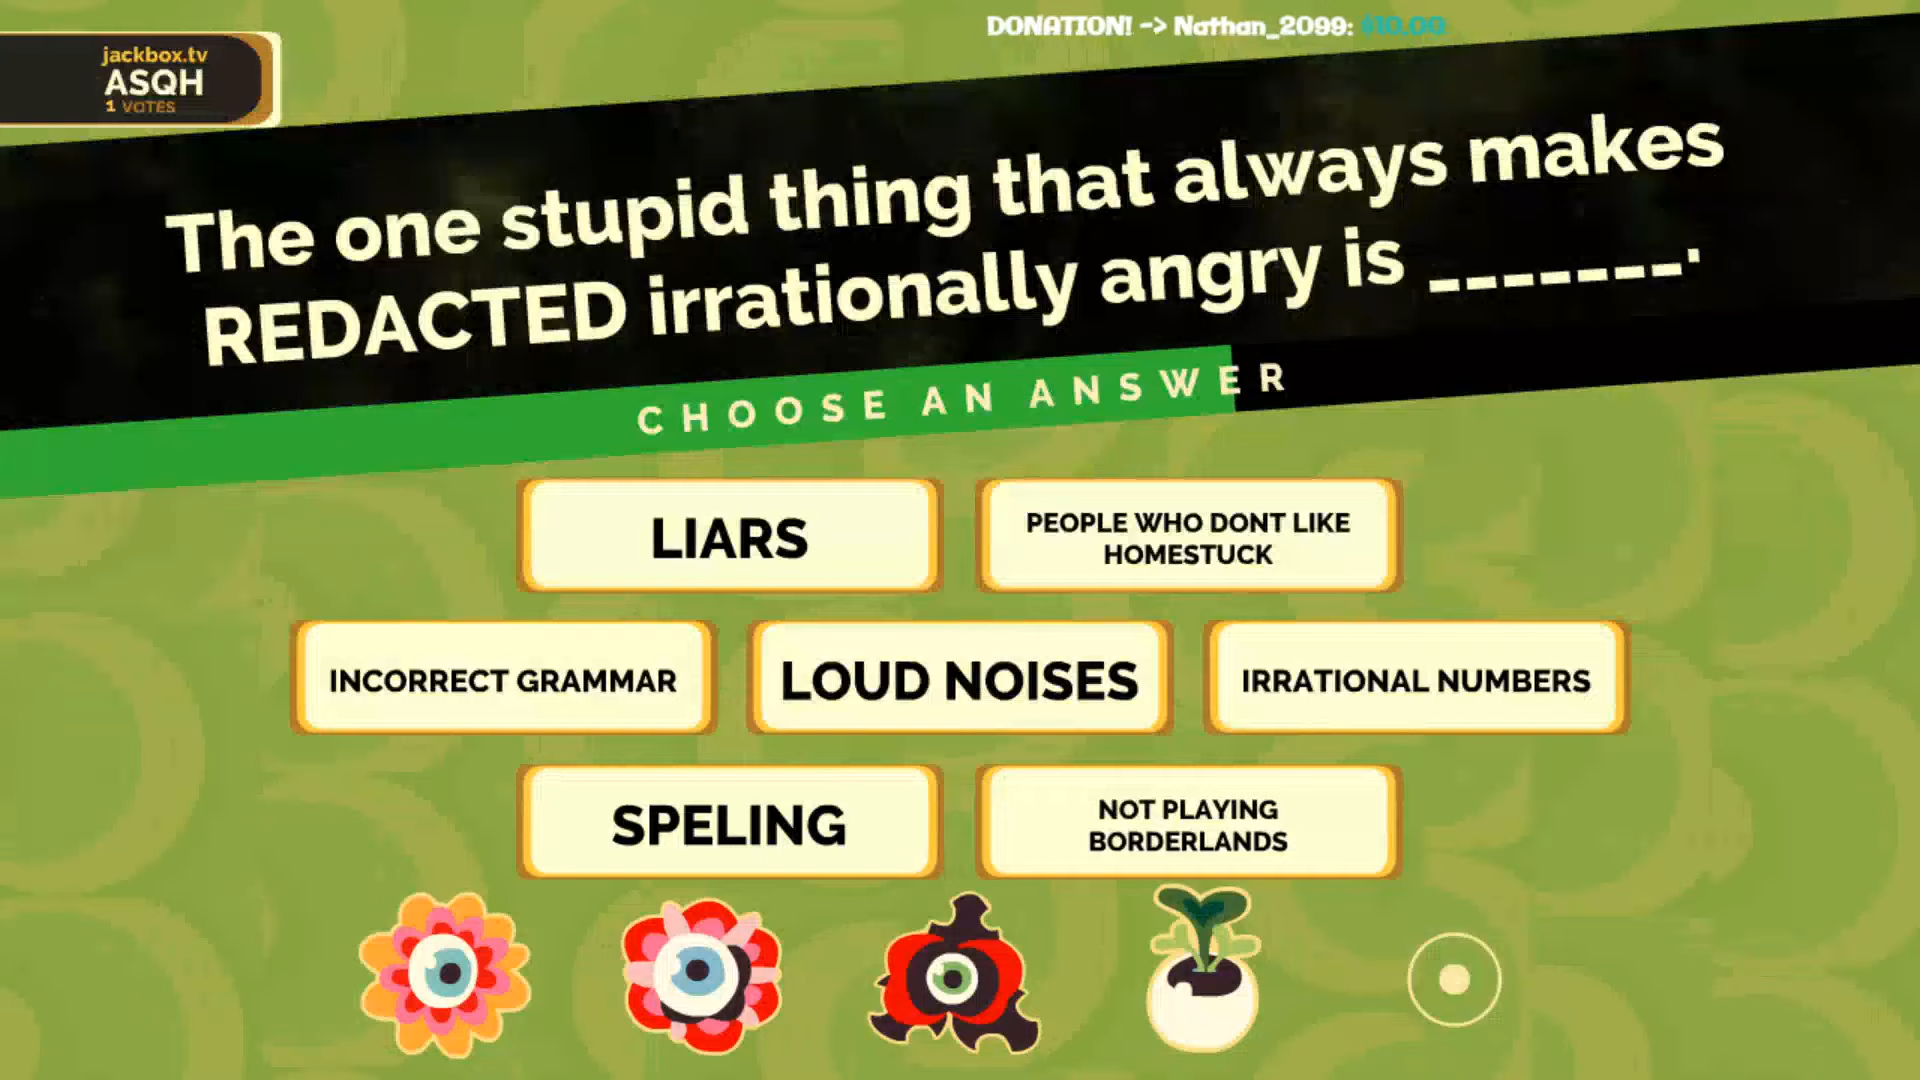 DONATION! -> Nathan_2099: $10.00
jackbox.tv
ASQH
1 VOTES
The one stupid thing that always makes
REDACTED irrationally angry is _______.
CHOOSE AN ANSWER
LIARS
PEOPLE WHO DONT LIKE
HOMESTUCK
INCORRECT GRAMMAR
LOUD NOISES
IRRATIONAL NUMBERS
SPELING
NOT PLAYING
BORDERLANDS